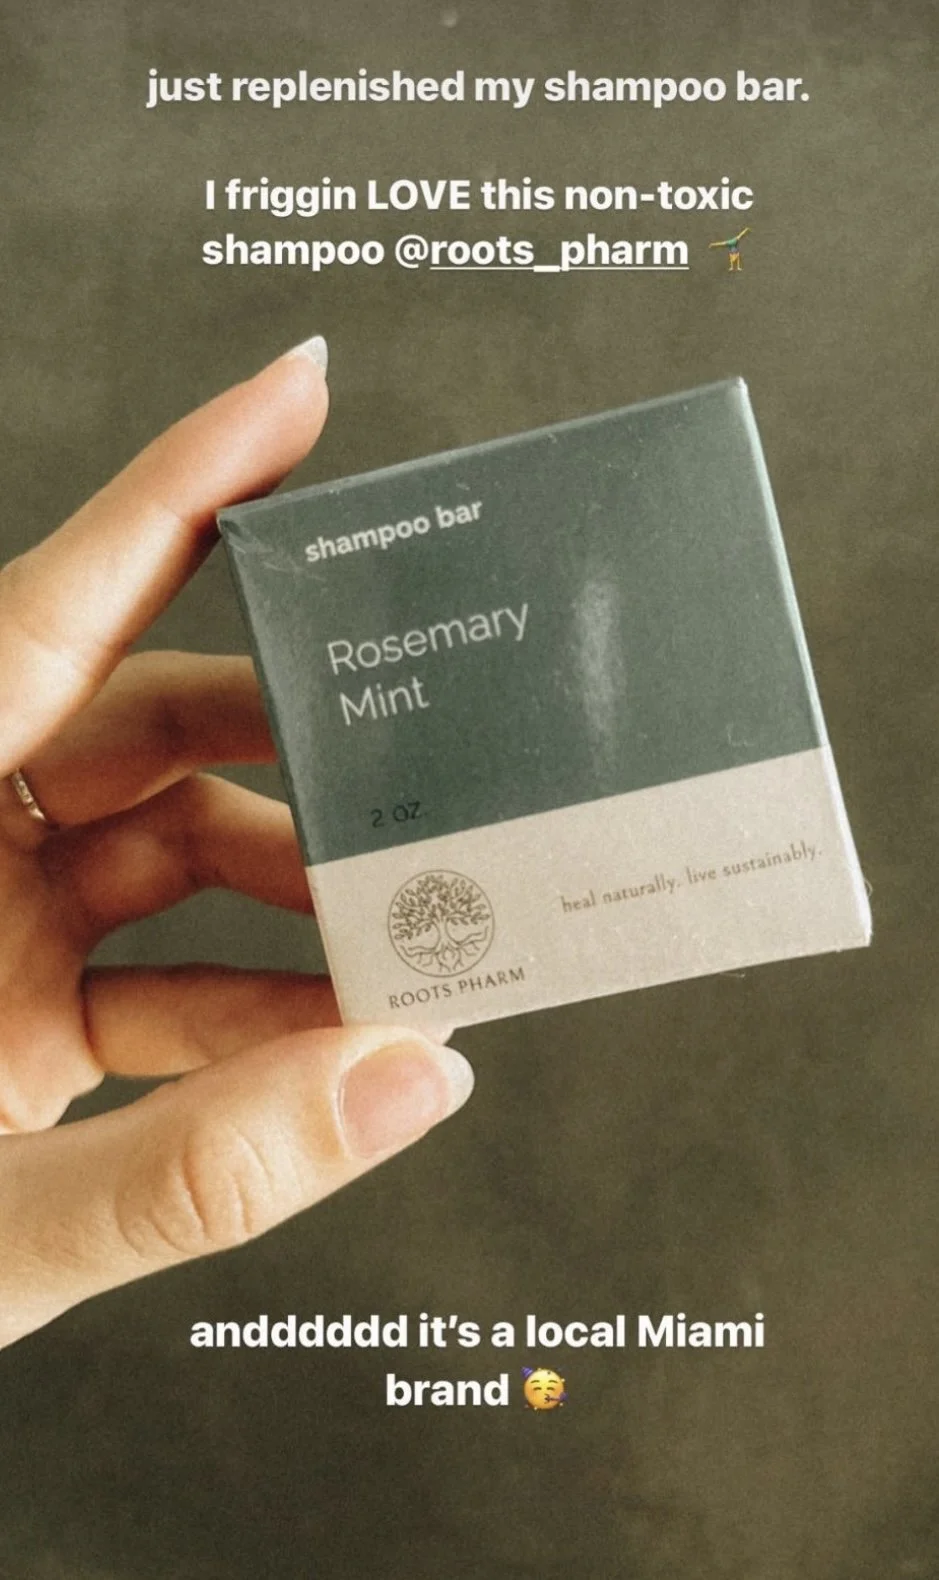 just replenished my shampoo bar.
I friggin LOVE this non-toxic
shampoo @roots_pharm 🤸‍♂️
shampoo bar
Rosemary
Mint
2 OZ.
heal naturally. live sustainably.
ROOTS PHARM
andddddd it's a local Miami
brand 🥳